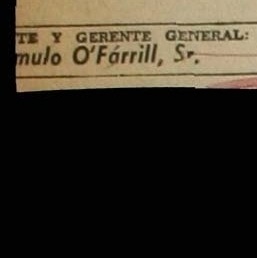 TE Y GERENTE GENERAL:
mulo O'Fárrill, Sr.